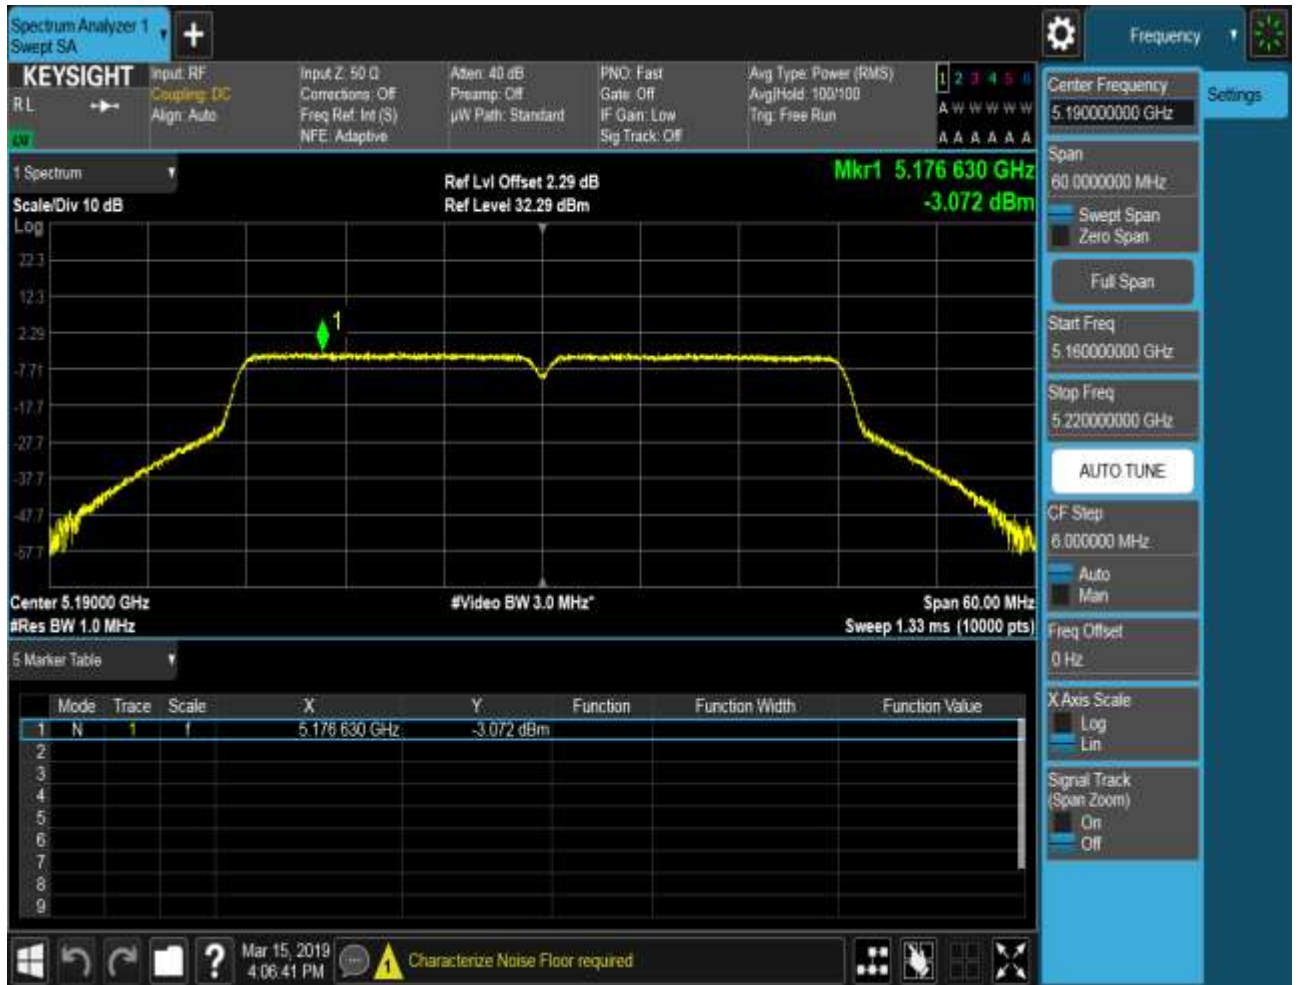 Spectrum Analyzer 1
Swept SA
+
Frequency
KEYSIGHT
R L
Input: RF
Coupling: DC
Align: Auto
Input Z: 50 Ω
Corrections: Off
Freq Ref: Int (S)
NFE: Adaptive
Atten: 40 dB
Preamp: Off
µW Path: Standard
PNO: Fast
Gate: Off
IF Gain: Low
Sig Track: Off
Avg Type: Power (RMS)
Avg|Hold: 100/100
Trig: Free Run
1 2 3 4 5 6
A W W W W W
A A A A A A
1 Spectrum
Scale/Div 10 dB
Ref Lvl Offset 2.29 dB
Ref Level 32.29 dBm
Mkr1 5.176 630 GHz
-3.072 dBm
Log
22.3
12.3
2.29
-7.71
-17.7
-27.7
-37.7
-47.7
-57.7
1
Center 5.19000 GHz
#Res BW 1.0 MHz
#Video BW 3.0 MHz*
Span 60.00 MHz
Sweep 1.33 ms (10000 pts)
5 Marker Table
Mode Trace Scale X Y Function Function Width Function Value
1 N 1 f 5.176 630 GHz -3.072 dBm
2
3
4
5
6
7
8
9
Center Frequency
5.190000000 GHz
Settings
Span
60.0000000 MHz
Swept Span
Zero Span
Full Span
Start Freq
5.160000000 GHz
Stop Freq
5.220000000 GHz
AUTO TUNE
CF Step
6.000000 MHz
Auto
Man
Freq Offset
0 Hz
X Axis Scale
Log
Lin
Signal Track
(Span Zoom)
On
Off
?
Mar 15, 2019
4:06:41 PM
1
Characterize Noise Floor required